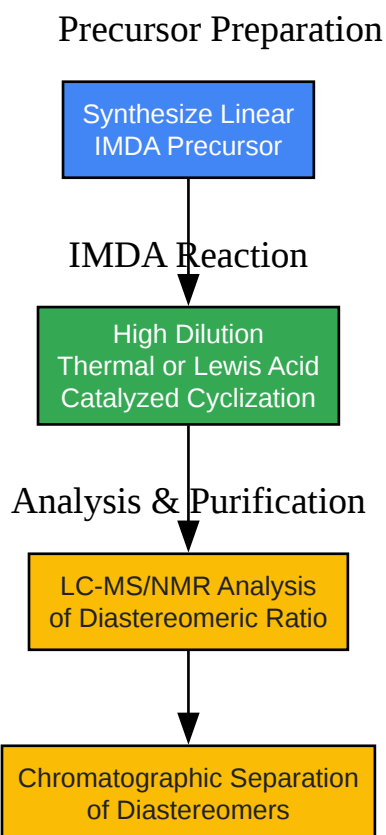 Precursor Preparation
Synthesize Linear
IMDA Precursor
IMDA Reaction
High Dilution
Thermal or Lewis Acid
Catalyzed Cyclization
Analysis & Purification
LC-MS/NMR Analysis
of Diastereomeric Ratio
Chromatographic Separation
of Diastereomers